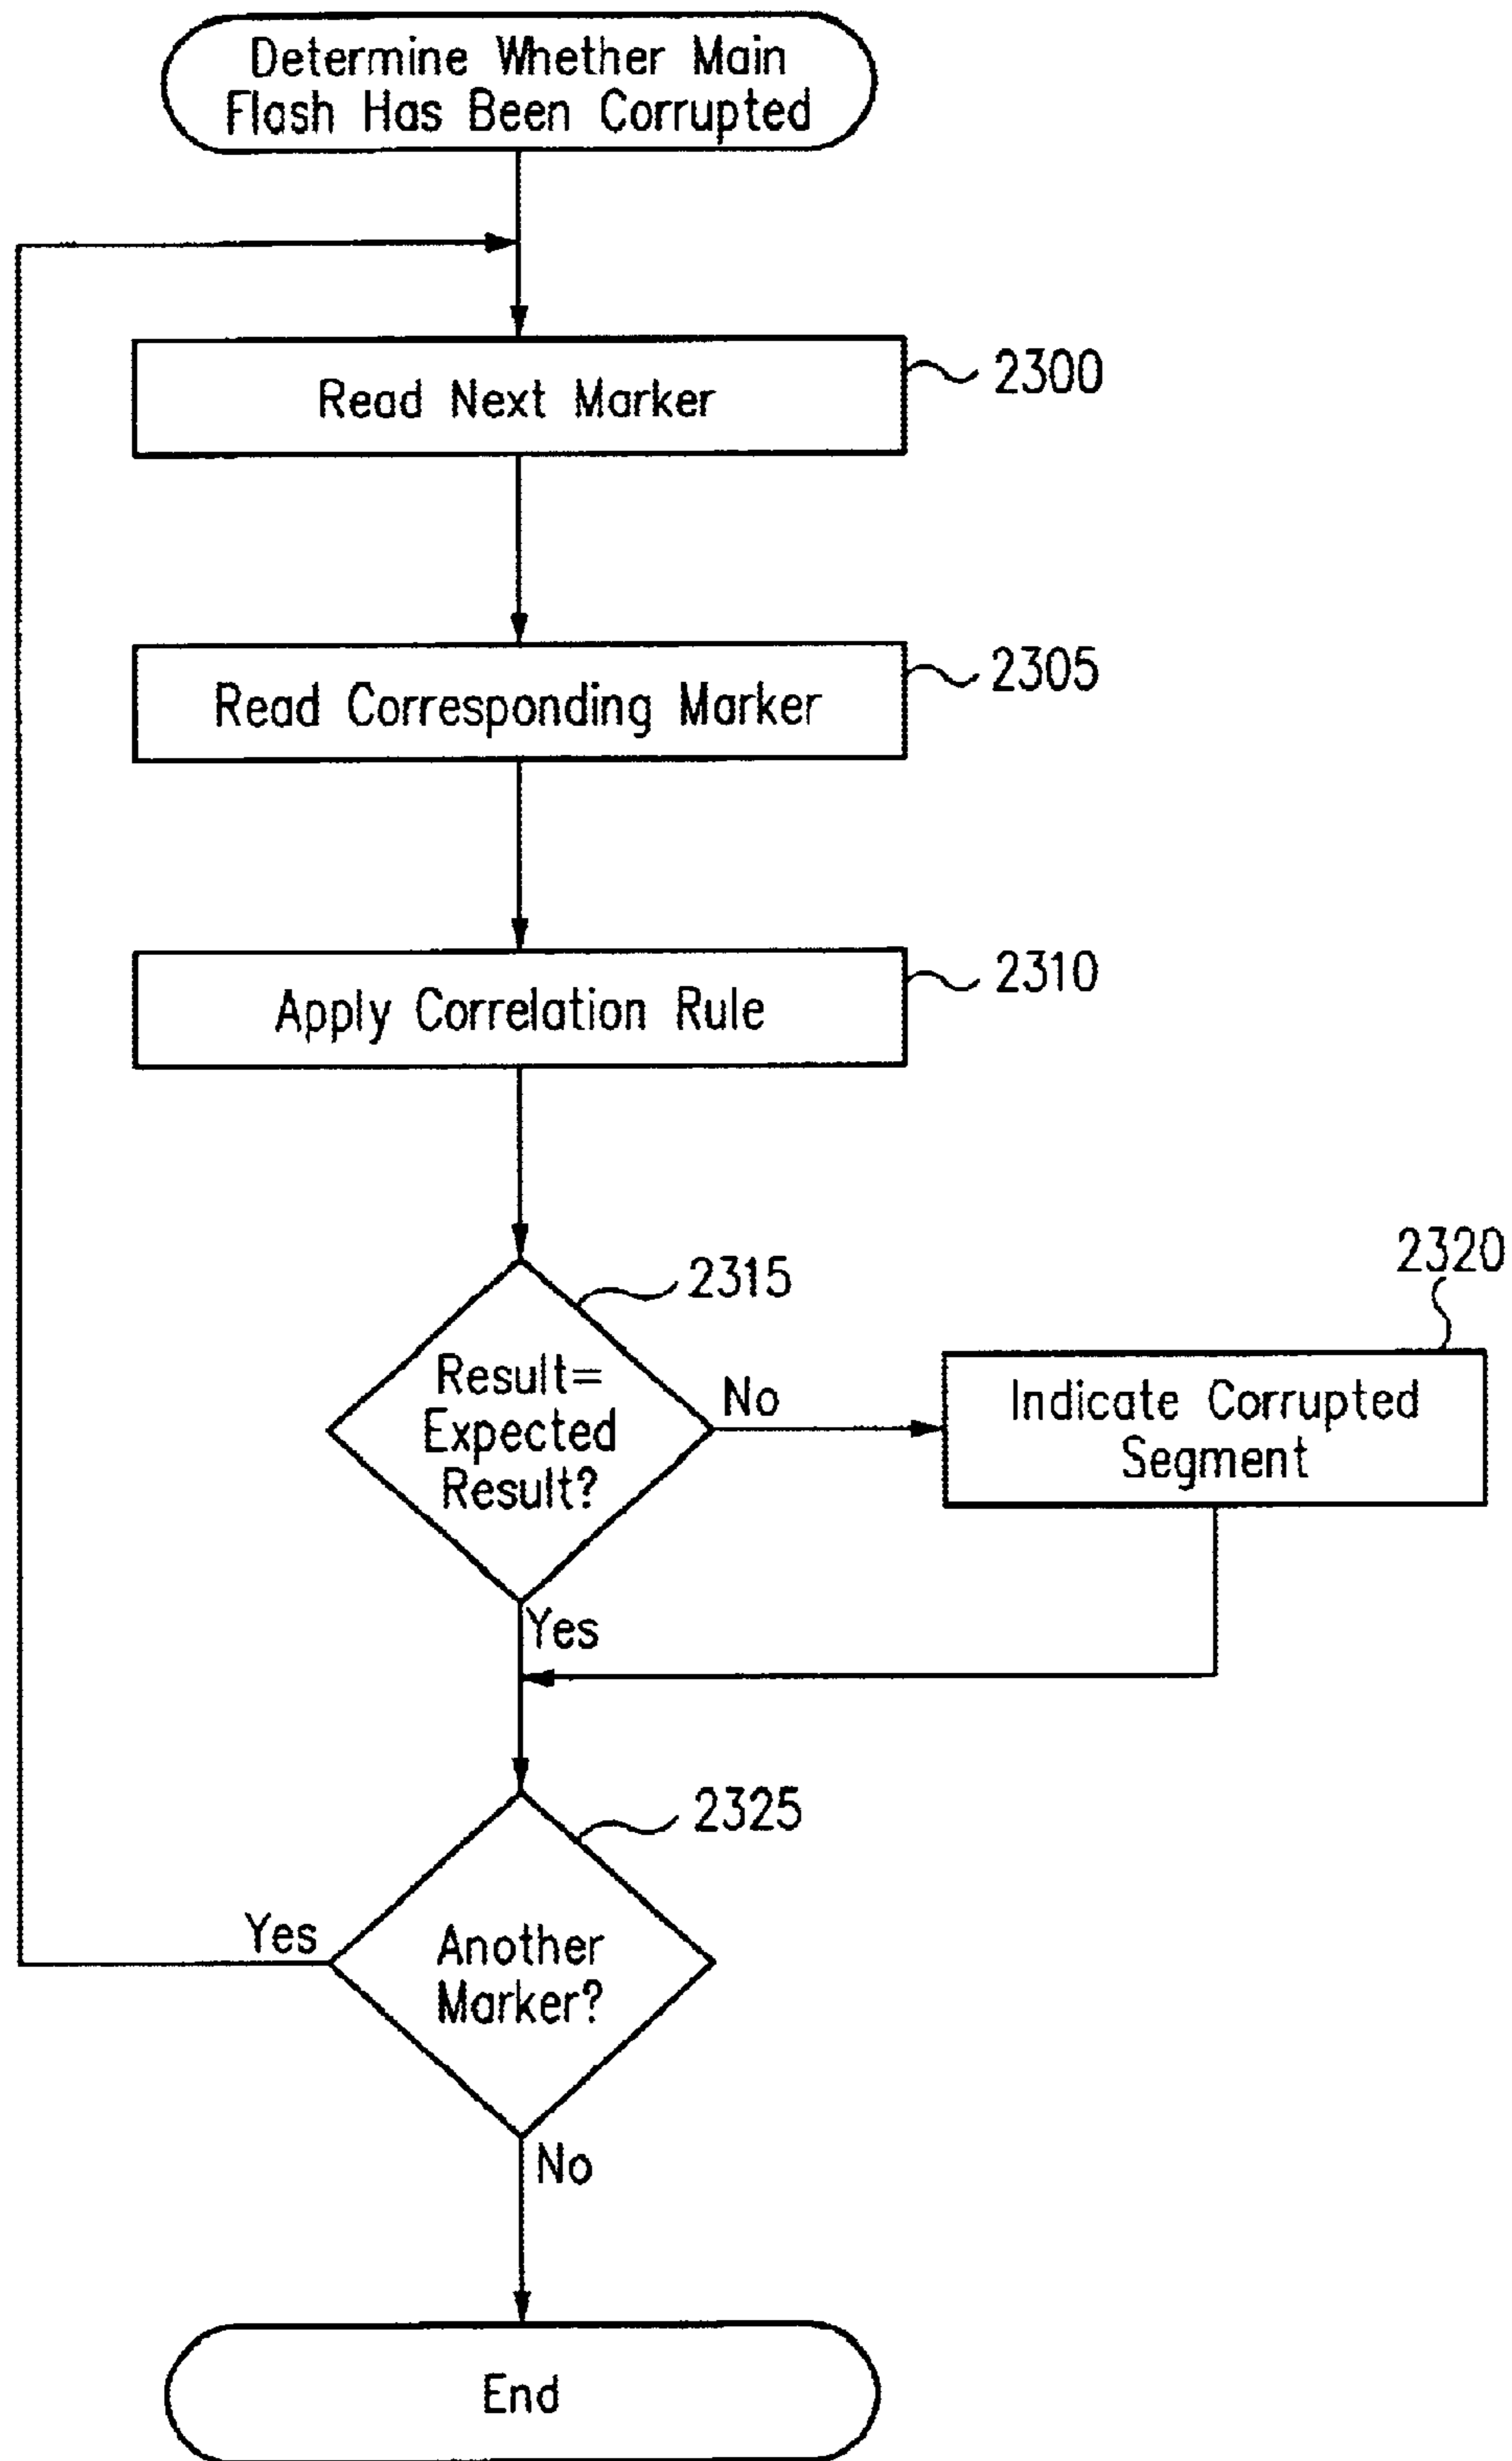 Determine Whether Main
Flash Has Been Corrupted
Read Next Marker
2300
Read Corresponding Marker
2305
Apply Correlation Rule
2310
2315
Result=
Expected
Result?
No
2320
Indicate Corrupted
Segment
Yes
2325
Another
Marker?
Yes
No
End